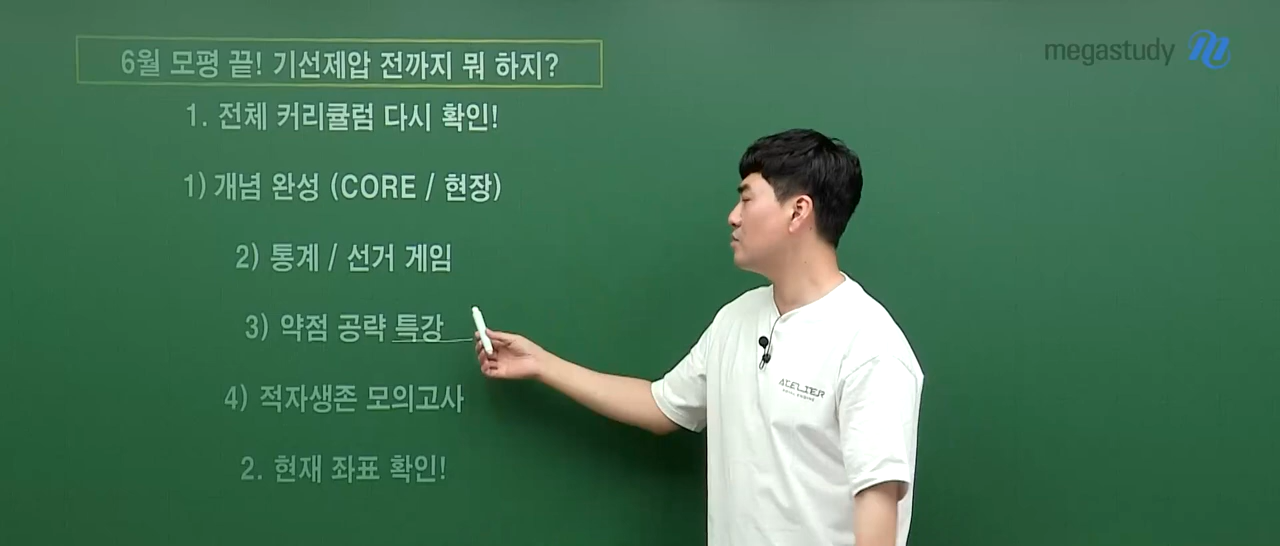 6월 모평 끝! 기선제압 전까지 뭐 하지?
megastudy
1. 전체 커리큘럼 다시 확인!
1) 개념 완성 (CORE / 현장)
2) 통계 / 선거 게임
3) 약점 공략 특강
4) 적자생존 모의고사
2. 현재 좌표 확인!
ATELIER